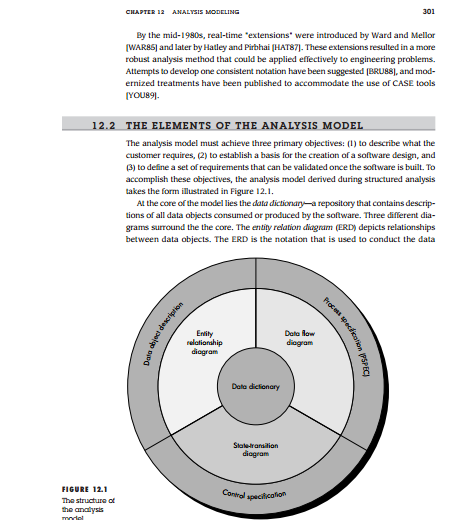 CHAPTER 12 ANALYSIS MODELING 301
By the mid-1980s, real-time "extensions" were introduced by Ward and Mellor
[WAR85] and later by Hatley and Pirbhai [HAT87]. These extensions resulted in a more
robust analysis method that could be applied effectively to engineering problems.
Attempts to develop one consistent notation have been suggested [BRU88], and mod-
ernized treatments have been published to accommodate the use of CASE tools
[YOU89].
12.2 THE ELEMENTS OF THE ANALYSIS MODEL
The analysis model must achieve three primary objectives: (1) to describe what the
customer requires, (2) to establish a basis for the creation of a software design, and
(3) to define a set of requirements that can be validated once the software is built. To
accomplish these objectives, the analysis model derived during structured analysis
takes the form illustrated in Figure 12.1.
At the core of the model lies the data dictionary—a repository that contains descrip-
tions of all data objects consumed or produced by the software. Three different dia-
grams surround the the core. The entity relation diagram (ERD) depicts relationships
between data objects. The ERD is the notation that is used to conduct the data
Data object description
Process specification (PSPEC)
Entity
relationship
diagram
Data flow
diagram
Data dictionary
State-transition
diagram
Control specification
FIGURE 12.1
The structure of
the analysis
model